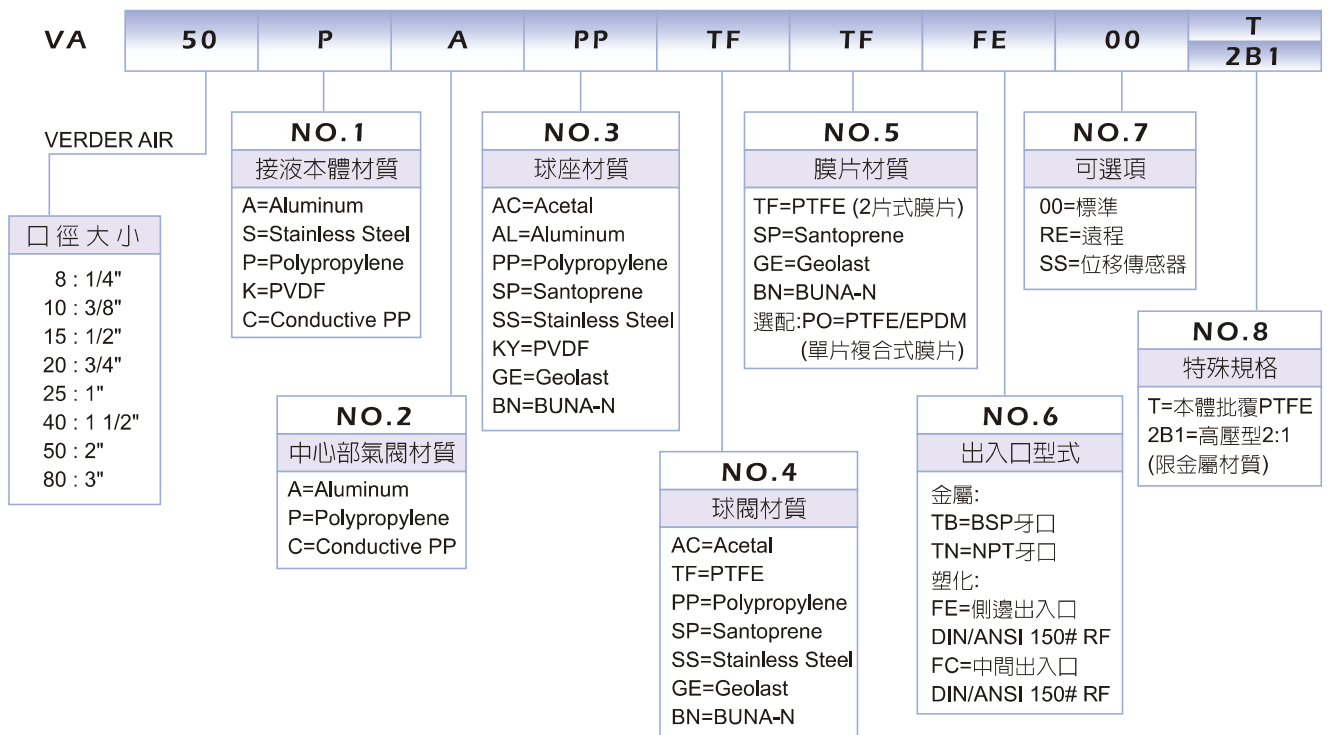 VA 50 P A PP TF TF FE 00 T
2B1
VERDER AIR
口徑大小
8 : 1/4"
10 : 3/8"
15 : 1/2"
20 : 3/4"
25 : 1"
40 : 1 1/2"
50 : 2"
80 : 3"
NO.1
接液本體材質
A=Aluminum
S=Stainless Steel
P=Polypropylene
K=PVDF
C=Conductive PP
NO.2
中心部氣閥材質
A=Aluminum
P=Polypropylene
C=Conductive PP
NO.3
球座材質
AC=Acetal
AL=Aluminum
PP=Polypropylene
SP=Santoprene
SS=Stainless Steel
KY=PVDF
GE=Geolast
BN=BUNA-N
NO.4
球閥材質
AC=Acetal
TF=PTFE
PP=Polypropylene
SP=Santoprene
SS=Stainless Steel
GE=Geolast
BN=BUNA-N
NO.5
膜片材質
TF=PTFE (2片式膜片)
SP=Santoprene
GE=Geolast
BN=BUNA-N
選配:PO=PTFE/EPDM
(單片複合式膜片)
NO.6
出入口型式
金屬:
TB=BSP牙口
TN=NPT牙口
塑化:
FE=側邊出入口
DIN/ANSI 150# RF
FC=中間出入口
DIN/ANSI 150# RF
NO.7
可選項
00=標準
RE=遠程
SS=位移傳感器
NO.8
特殊規格
T=本體批覆PTFE
2B1=高壓型2:1
(限金屬材質)